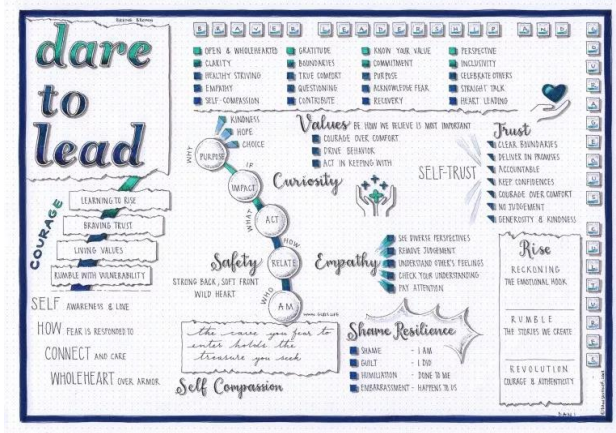 dare
to
lead
COURAGE
LEARNING TO RISE
BRAVING TRUST
LIVING VALUES
RUMBLE WITH VULNERABILITY
SELF AWARENESS & LOVE
HOW FEAR IS RESPONDED TO
CONNECT AND CARE
WHOLEHEART OVER ARMOR
OPEN & WHOLEHEARTED
CLARITY
HEALTHY STRIVING
EMPATHY
SELF-COMPASSION
GRATITUDE
BOUNDARIES
TRUE COMFORT
QUESTIONING
CONTRIBUTE
KNOW YOUR VALUE
COMMITMENT
PURPOSE
ACKNOWLEDGE FEAR
RECOVERY
PERSPECTIVE
INCLUSIVITY
CELEBRATE OTHERS
STRAIGHT TALK
HEART LEADING
KINDNESS
HOPE
CHOICE
WHY
PURPOSE
IF
IMPACT
WHAT
ACT
HOW
RELATE
WHO
AM
Values BE HOW WE BELIEVE IS MOST IMPORTANT
COURAGE OVER COMFORT
DRIVE BEHAVIOR
ACT IN KEEPING WITH
Curiosity
SELF-TRUST
Trust
CLEAR BOUNDARIES
DELIVER ON PROMISES
ACCOUNTABLE
KEEP CONFIDENCES
COURAGE OVER COMFORT
NO JUDGEMENT
GENEROSITY & KINDNESS
Safety
STRONG BACK, SOFT FRONT
WILD HEART
Empathy
SEE DIVERSE PERSPECTIVES
REMOVE JUDGEMENT
UNDERSTAND OTHER'S FEELINGS
CHECK YOUR UNDERSTANDING
PAY ATTENTION
the caves you fear to
enter holds the
treasure you seek
Self Compassion
Shame Resilience
SHAME - I AM
GUILT - I DID
HUMILIATION - DONE TO ME
EMBARRASSMENT - HAPPENS TO US
Rise
RECKONING
THE EMOTIONAL HOOK
RUMBLE
THE STORIES WE CREATE
REVOLUTION
COURAGE & AUTHENTICITY